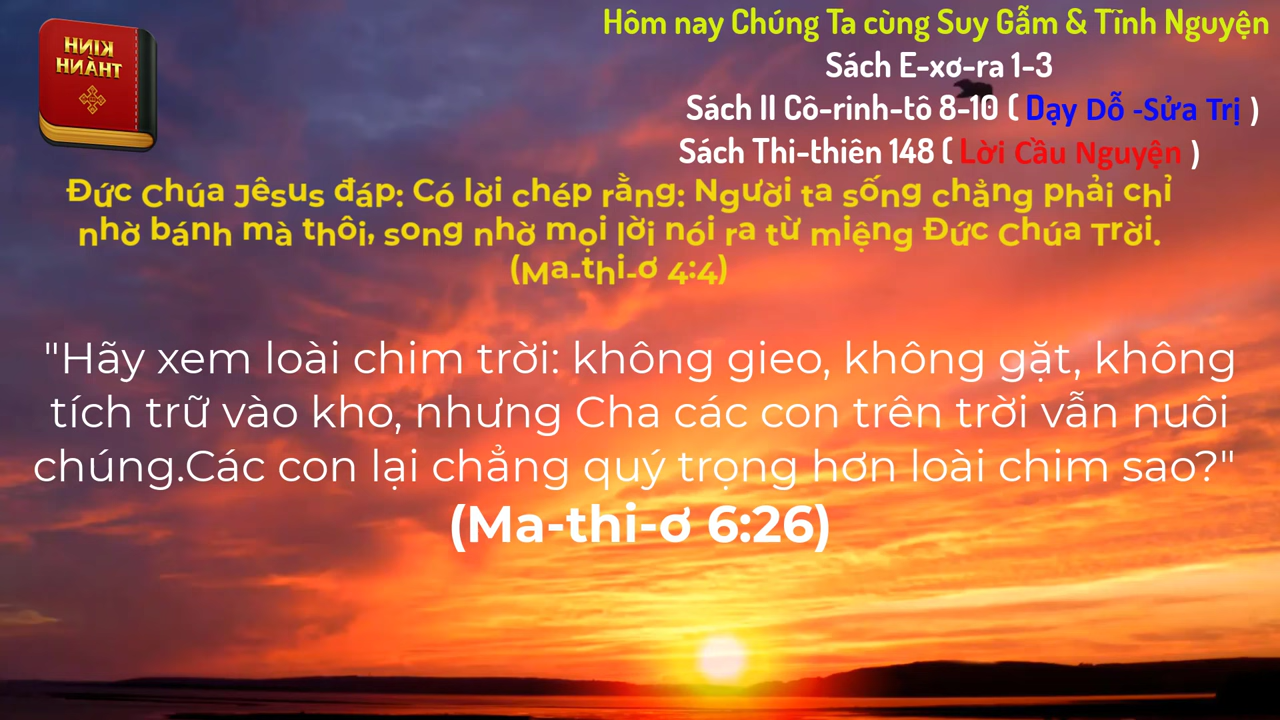 KINH
THÁNH
Hôm nay Chúng Ta cùng Suy Gẫm & Tĩnh Nguyện
Sách E-xơ-ra 1-3
Sách II Cô-rinh-tô 8-10 ( Dạy Dỗ -Sửa Trị )
Sách Thi-thiên 148 ( Lời Cầu Nguyện )
Đức Chúa Jêsus đáp: Có lời chép rằng: Người ta sống chẳng phải chỉ
nhờ bánh mà thôi, song nhờ mọi lời nói ra từ miệng Đức Chúa Trời.
(Ma-thi-ơ 4:4)
"Hãy xem loài chim trời: không gieo, không gặt, không
tích trữ vào kho, nhưng Cha các con trên trời vẫn nuôi
chúng.Các con lại chẳng quý trọng hơn loài chim sao?"
(Ma-thi-ơ 6:26)